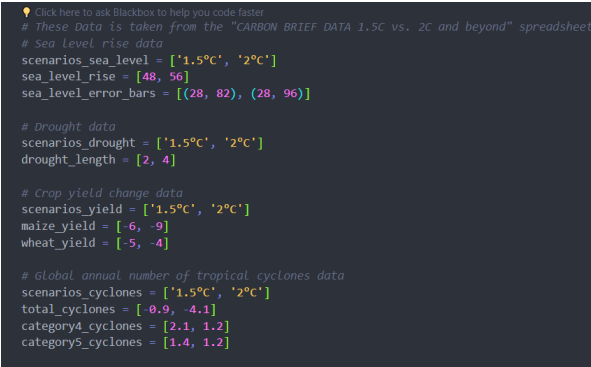 Click here to ask Blackbox to help you code faster
# These Data is taken from the "CARBON BRIEF DATA 1.5C vs. 2C and beyond" spreadsheet
# Sea level rise data
scenarios_sea_level = ['1.5°C', '2°C']
sea_level_rise = [48, 56]
sea_level_error_bars = [(28, 82), (28, 96)]
# Drought data
scenarios_drought = ['1.5°C', '2°C']
drought_length = [2, 4]
# Crop yield change data
scenarios_yield = ['1.5°C', '2°C']
maize_yield = [-6, -9]
wheat_yield = [-5, -4]
# Global annual number of tropical cyclones data
scenarios_cyclones = ['1.5°C', '2°C']
total_cyclones = [-0.9, -4.1]
category4_cyclones = [2.1, 1.2]
category5_cyclones = [1.4, 1.2]